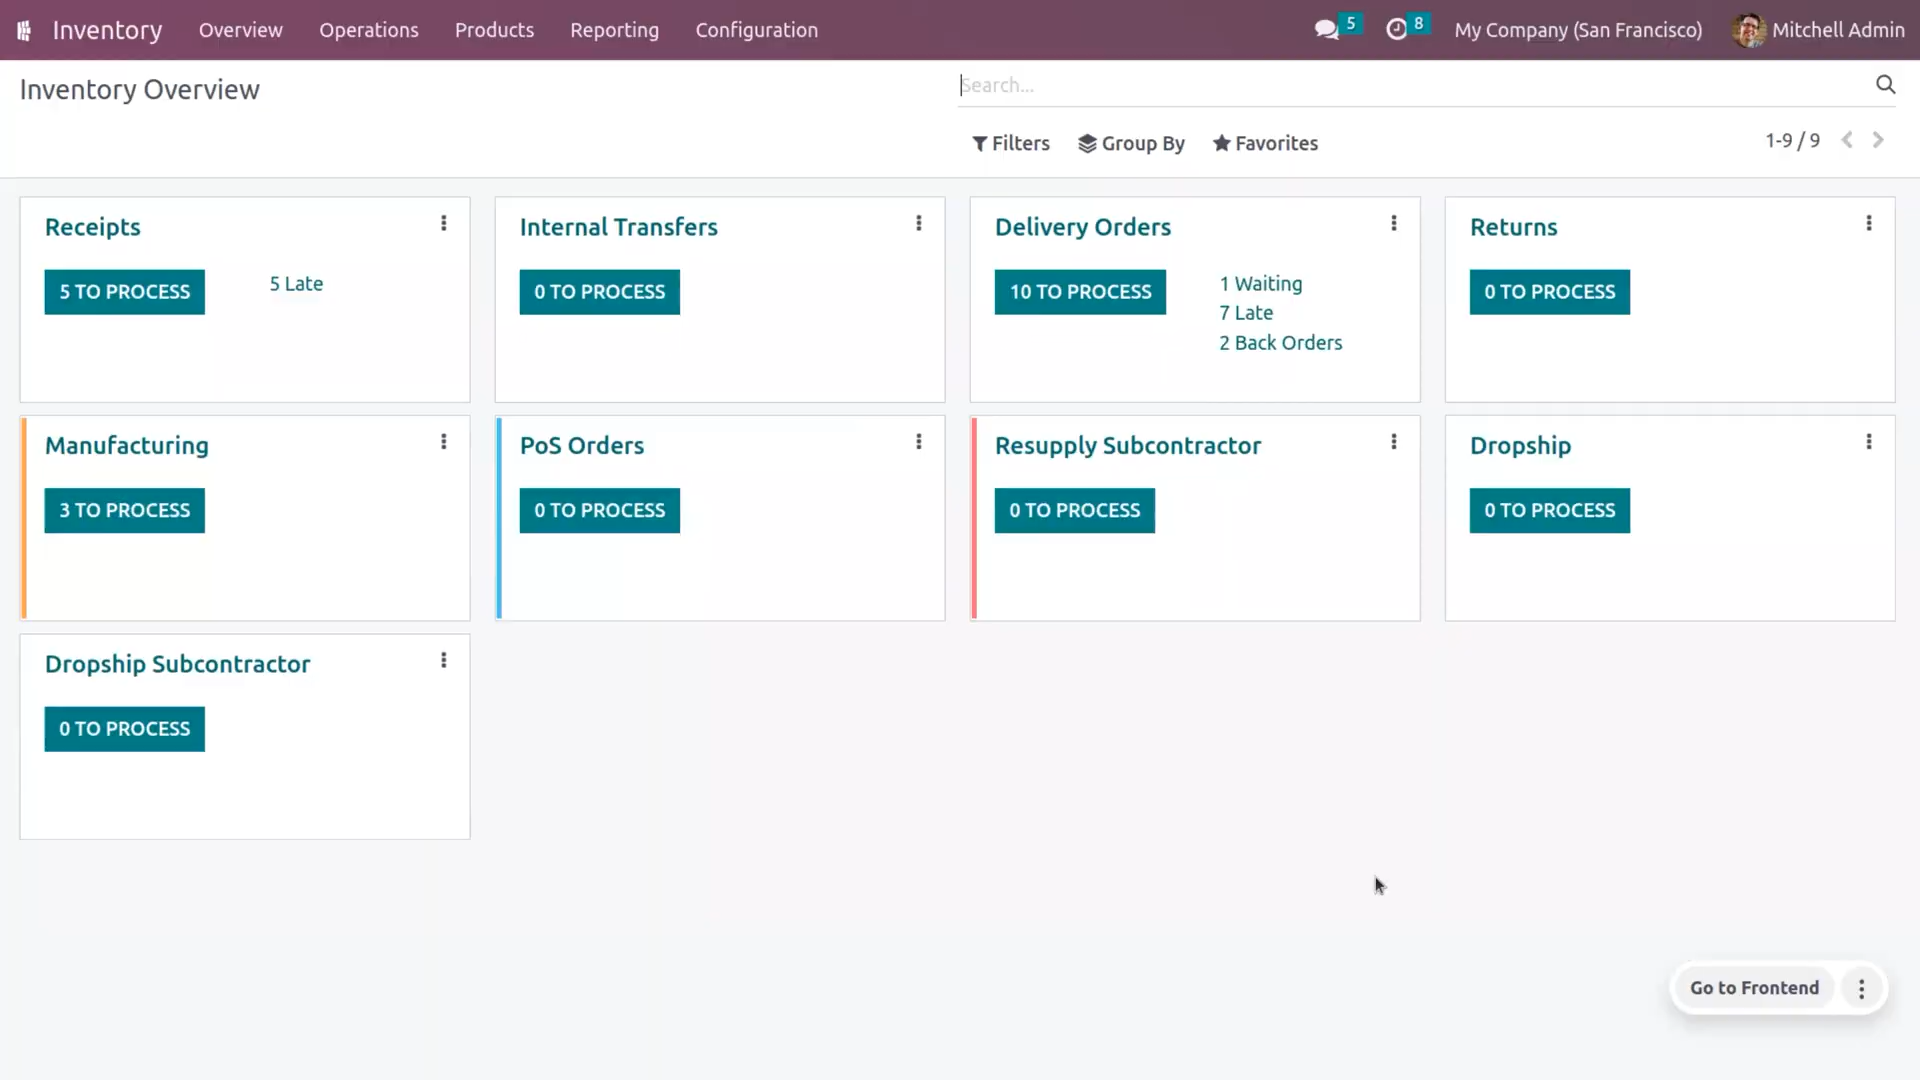 Inventory Overview Operations Products Reporting Configuration 5 8 My Company (San Francisco) Mitchell Admin
Inventory Overview
Search...
Filters Group By Favorites 1-9 / 9
Receipts
5 TO PROCESS
5 Late
Internal Transfers
0 TO PROCESS
Delivery Orders
10 TO PROCESS
1 Waiting
7 Late
2 Back Orders
Returns
0 TO PROCESS
Manufacturing
3 TO PROCESS
PoS Orders
0 TO PROCESS
Resupply Subcontractor
0 TO PROCESS
Dropship
0 TO PROCESS
Dropship Subcontractor
0 TO PROCESS
Go to Frontend